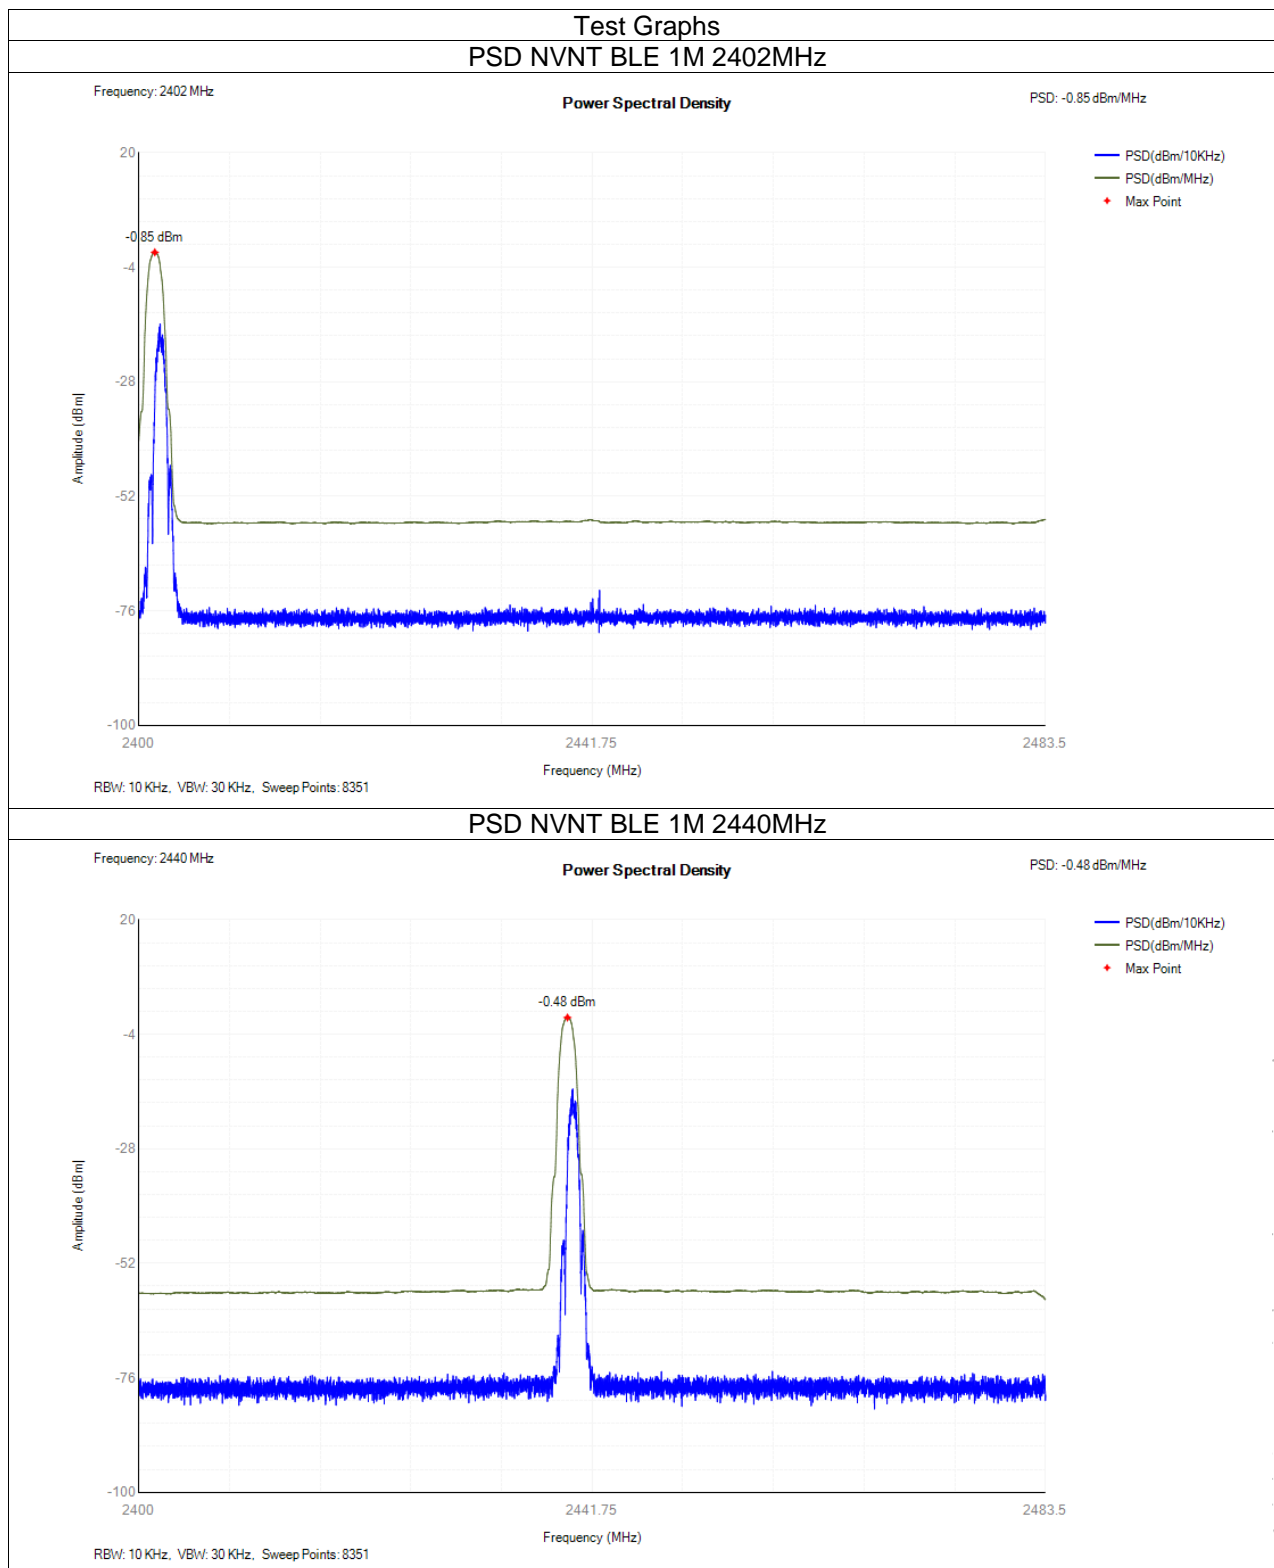 Test Graphs
PSD NVNT BLE 1M 2402MHz
Frequency: 2402 MHz
Power Spectral Density
PSD: -0.85 dBm/MHz
PSD(dBm/10KHz)
PSD(dBm/MHz)
Max Point
20
-0.85 dBm
-4
-28
-52
-76
-100
Amplitude (dBm|
2400
2441.75
2483.5
Frequency (MHz)
RBW: 10 KHz, VBW: 30 KHz, Sweep Points: 8351
PSD NVNT BLE 1M 2440MHz
Frequency: 2440 MHz
Power Spectral Density
PSD: -0.48 dBm/MHz
PSD(dBm/10KHz)
PSD(dBm/MHz)
Max Point
20
-0.48 dBm
-4
-28
-52
-76
-100
Amplitude (dBm|
2400
2441.75
2483.5
Frequency (MHz)
RBW: 10 KHz, VBW: 30 KHz, Sweep Points: 8351